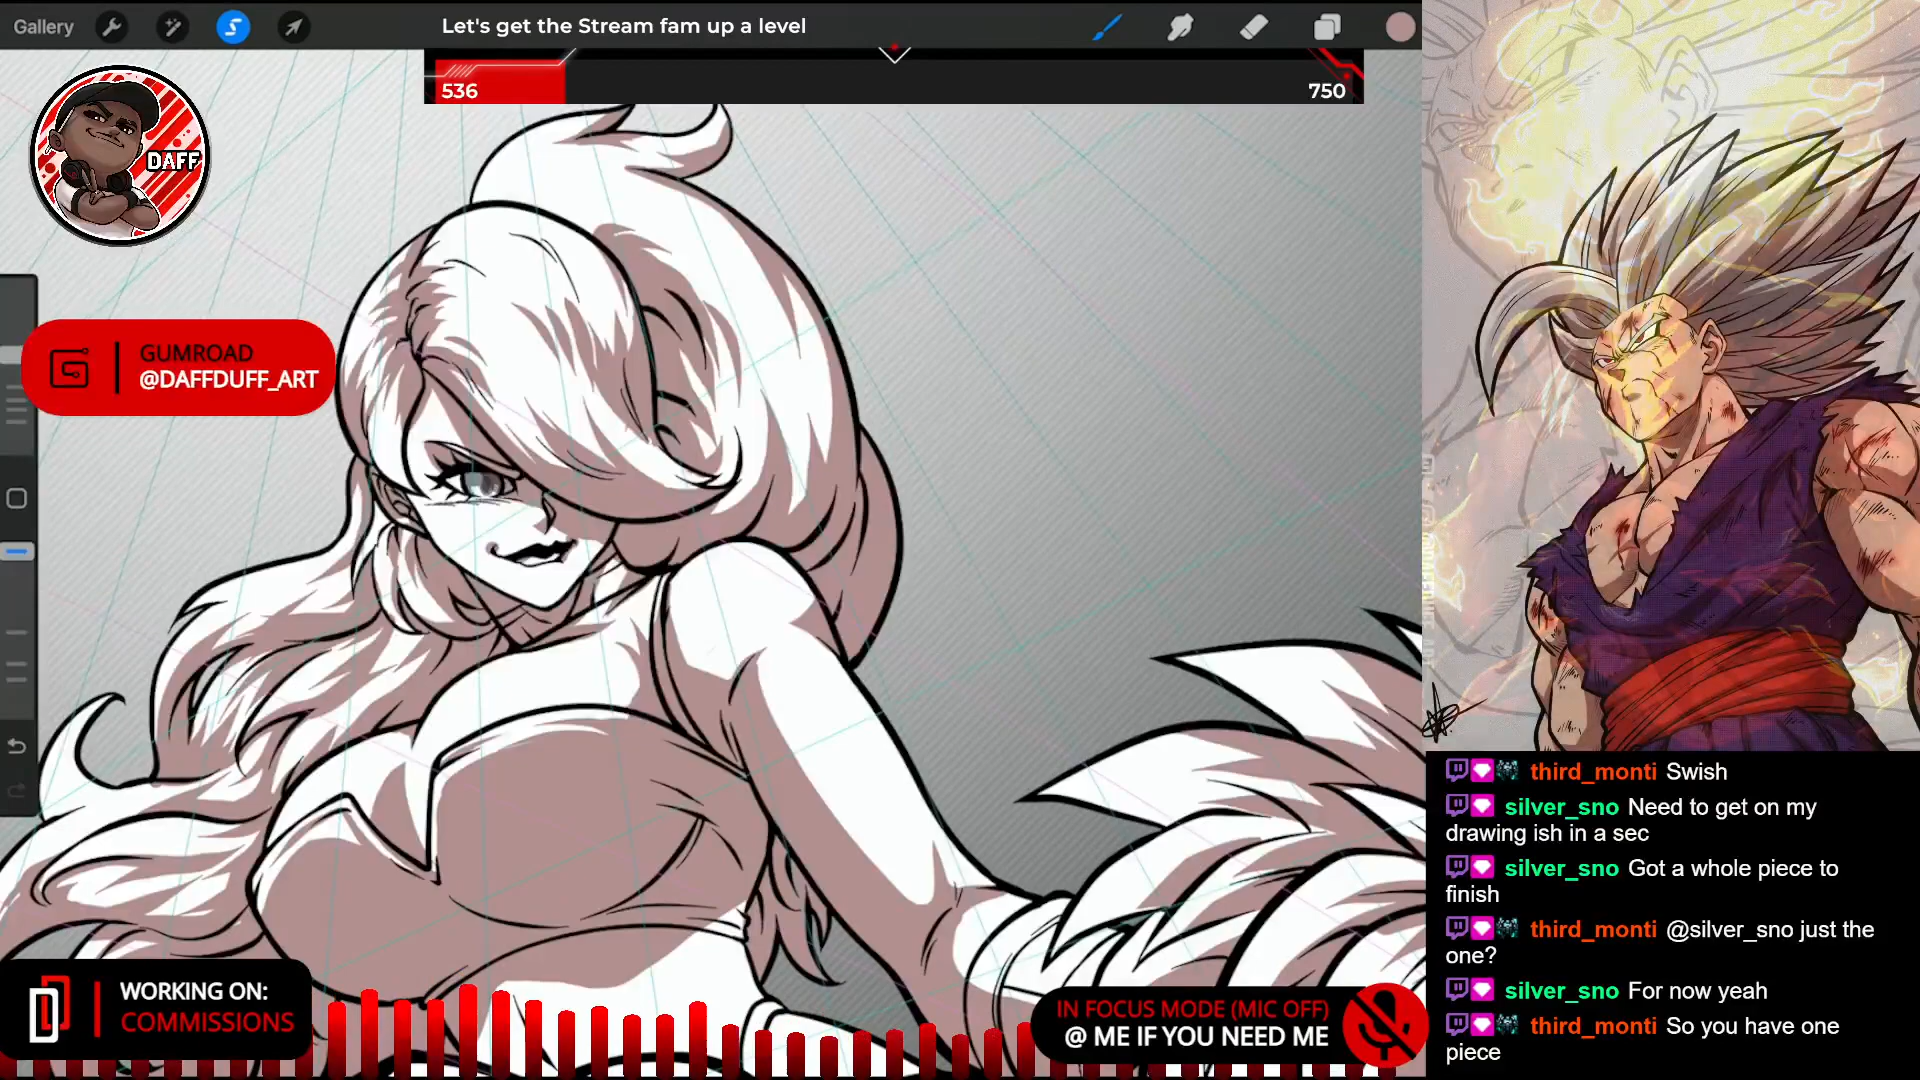 Gallery
Let's get the Stream fam up a level
536
750
DAFF
GUMROAD
@DAFFDUFF_ART
WORKING ON:
COMMISSIONS
IN FOCUS MODE (MIC OFF)
@ ME IF YOU NEED ME
third_monti Swish
silver_sno Need to get on my
drawing ish in a sec
silver_sno Got a whole piece to
finish
third_monti @silver_sno just the
one?
silver_sno For now yeah
third_monti So you have one
piece